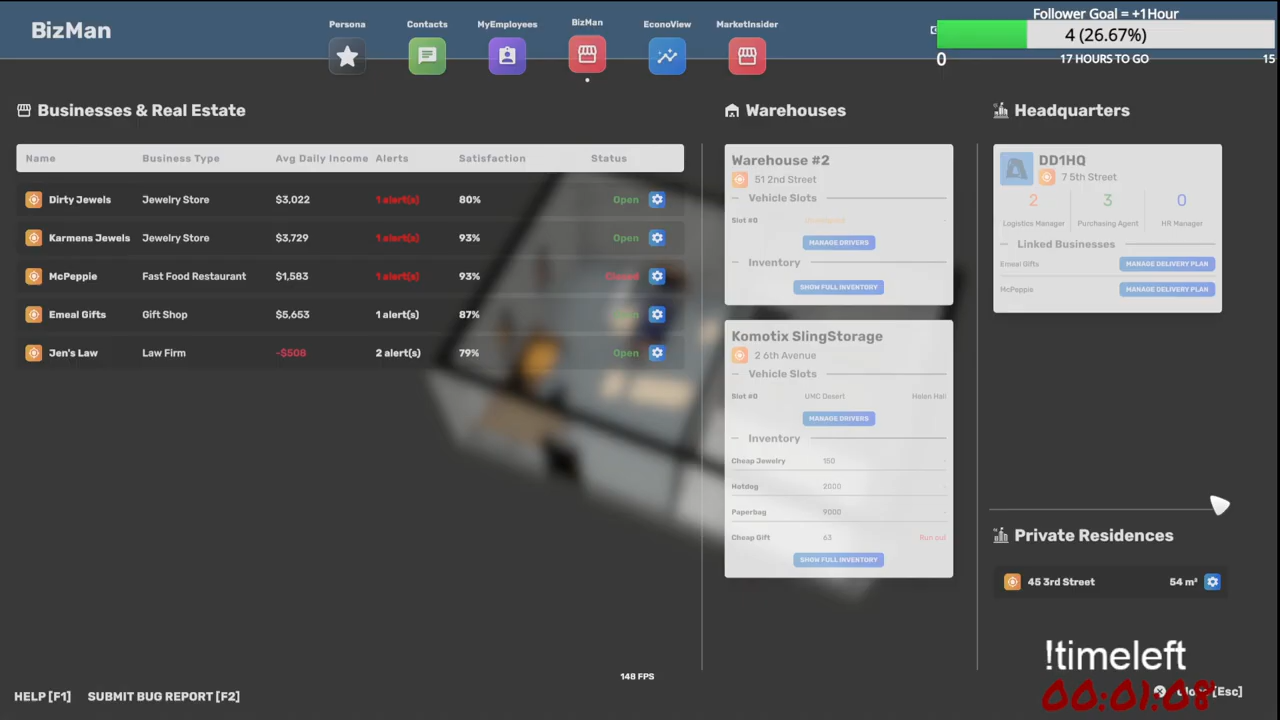 BizMan
Persona
Contacts
MyEmployees
BizMan
EconoView
MarketInsider
Follower Goal = +1Hour
4 (26.67%)
0
17 HOURS TO GO
15
Businesses & Real Estate
Name Business Type Avg Daily Income Alerts Satisfaction Status
Dirty Jewels Jewelry Store $3,022 1 alert(s) 80% Open
Karmens Jewels Jewelry Store $3,729 1 alert(s) 93% Open
McPeppie Fast Food Restaurant $1,583 1 alert(s) 93% Closed
Emeal Gifts Gift Shop $5,653 1 alert(s) 87% Open
Jen's Law Law Firm -$508 2 alert(s) 79% Open
Warehouses
Warehouse #2
51 2nd Street
Vehicle Slots
Slot #0 -
MANAGE DRIVERS
Inventory
SHOW FULL INVENTORY
Komotix SlingStorage
2 6th Avenue
Vehicle Slots
Slot #0 UMC Desert Helen Hall
MANAGE DRIVERS
Inventory
Cheap Jewelry 150 -
Hotdog 2000 -
Paperbag 9000 -
Cheap Gift 63 Run out
SHOW FULL INVENTORY
Headquarters
DD1HQ
7 5th Street
2 3 0
Logistics Manager Purchasing Agent HR Manager
Linked Businesses
Emeal Gifts MANAGE DELIVERY PLAN
McPeppie MANAGE DELIVERY PLAN
Private Residences
45 3rd Street 54 m²
!timeleft
00:01:08
[Esc]
148 FPS
HELP [F1] SUBMIT BUG REPORT [F2]